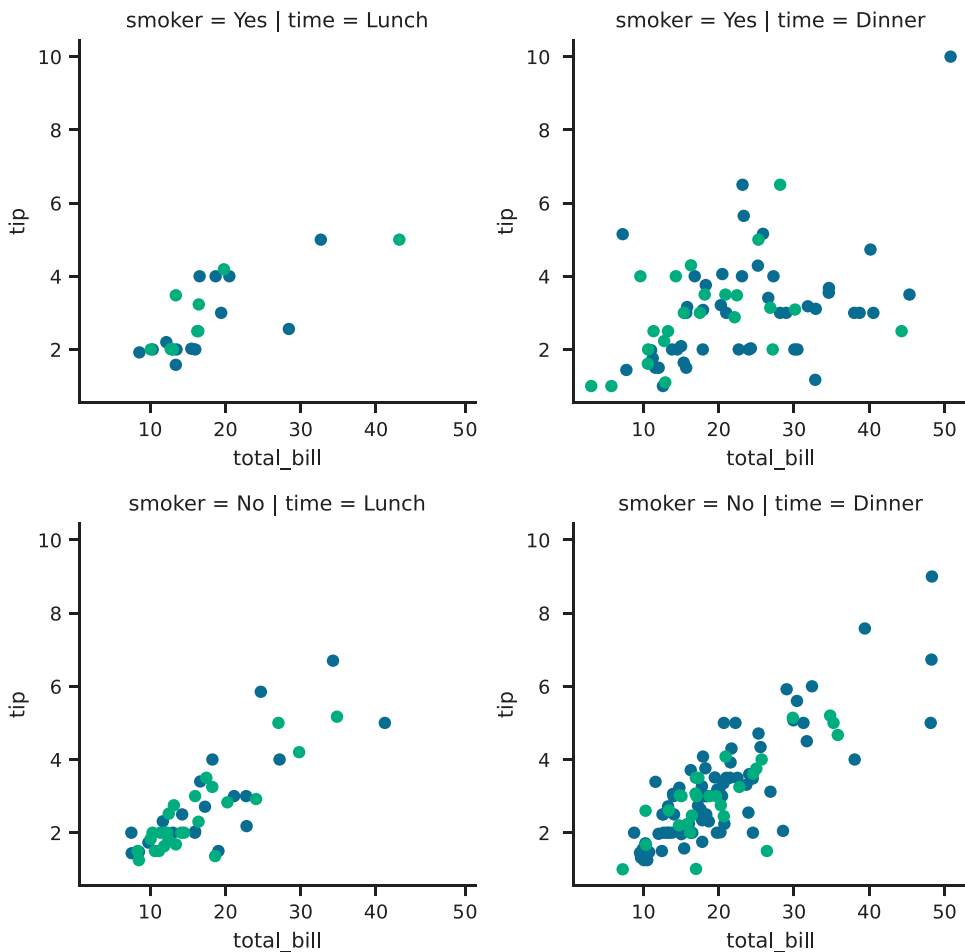 smoker = Yes | time = Lunch
10
8
6
4
2
tip
10 20 30 40 50
total_bill
smoker = Yes | time = Dinner
10
8
6
4
2
tip
10 20 30 40 50
total_bill
smoker = No | time = Lunch
10
8
6
4
2
tip
10 20 30 40 50
total_bill
smoker = No | time = Dinner
10
8
6
4
2
tip
10 20 30 40 50
total_bill